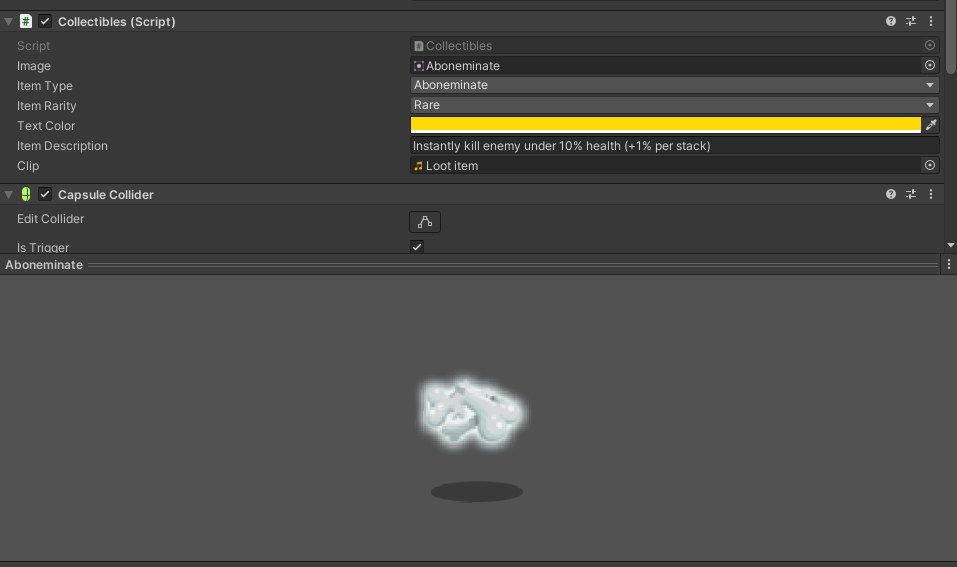 Collectibles (Script)
Script
Collectibles
Image
Aboneminate
Item Type
Aboneminate
Item Rarity
Rare
Text Color
Item Description
Instantly kill enemy under 10% health (+1% per stack)
Clip
Loot item
Capsule Collider
Edit Collider
Is Trigger
Aboneminate